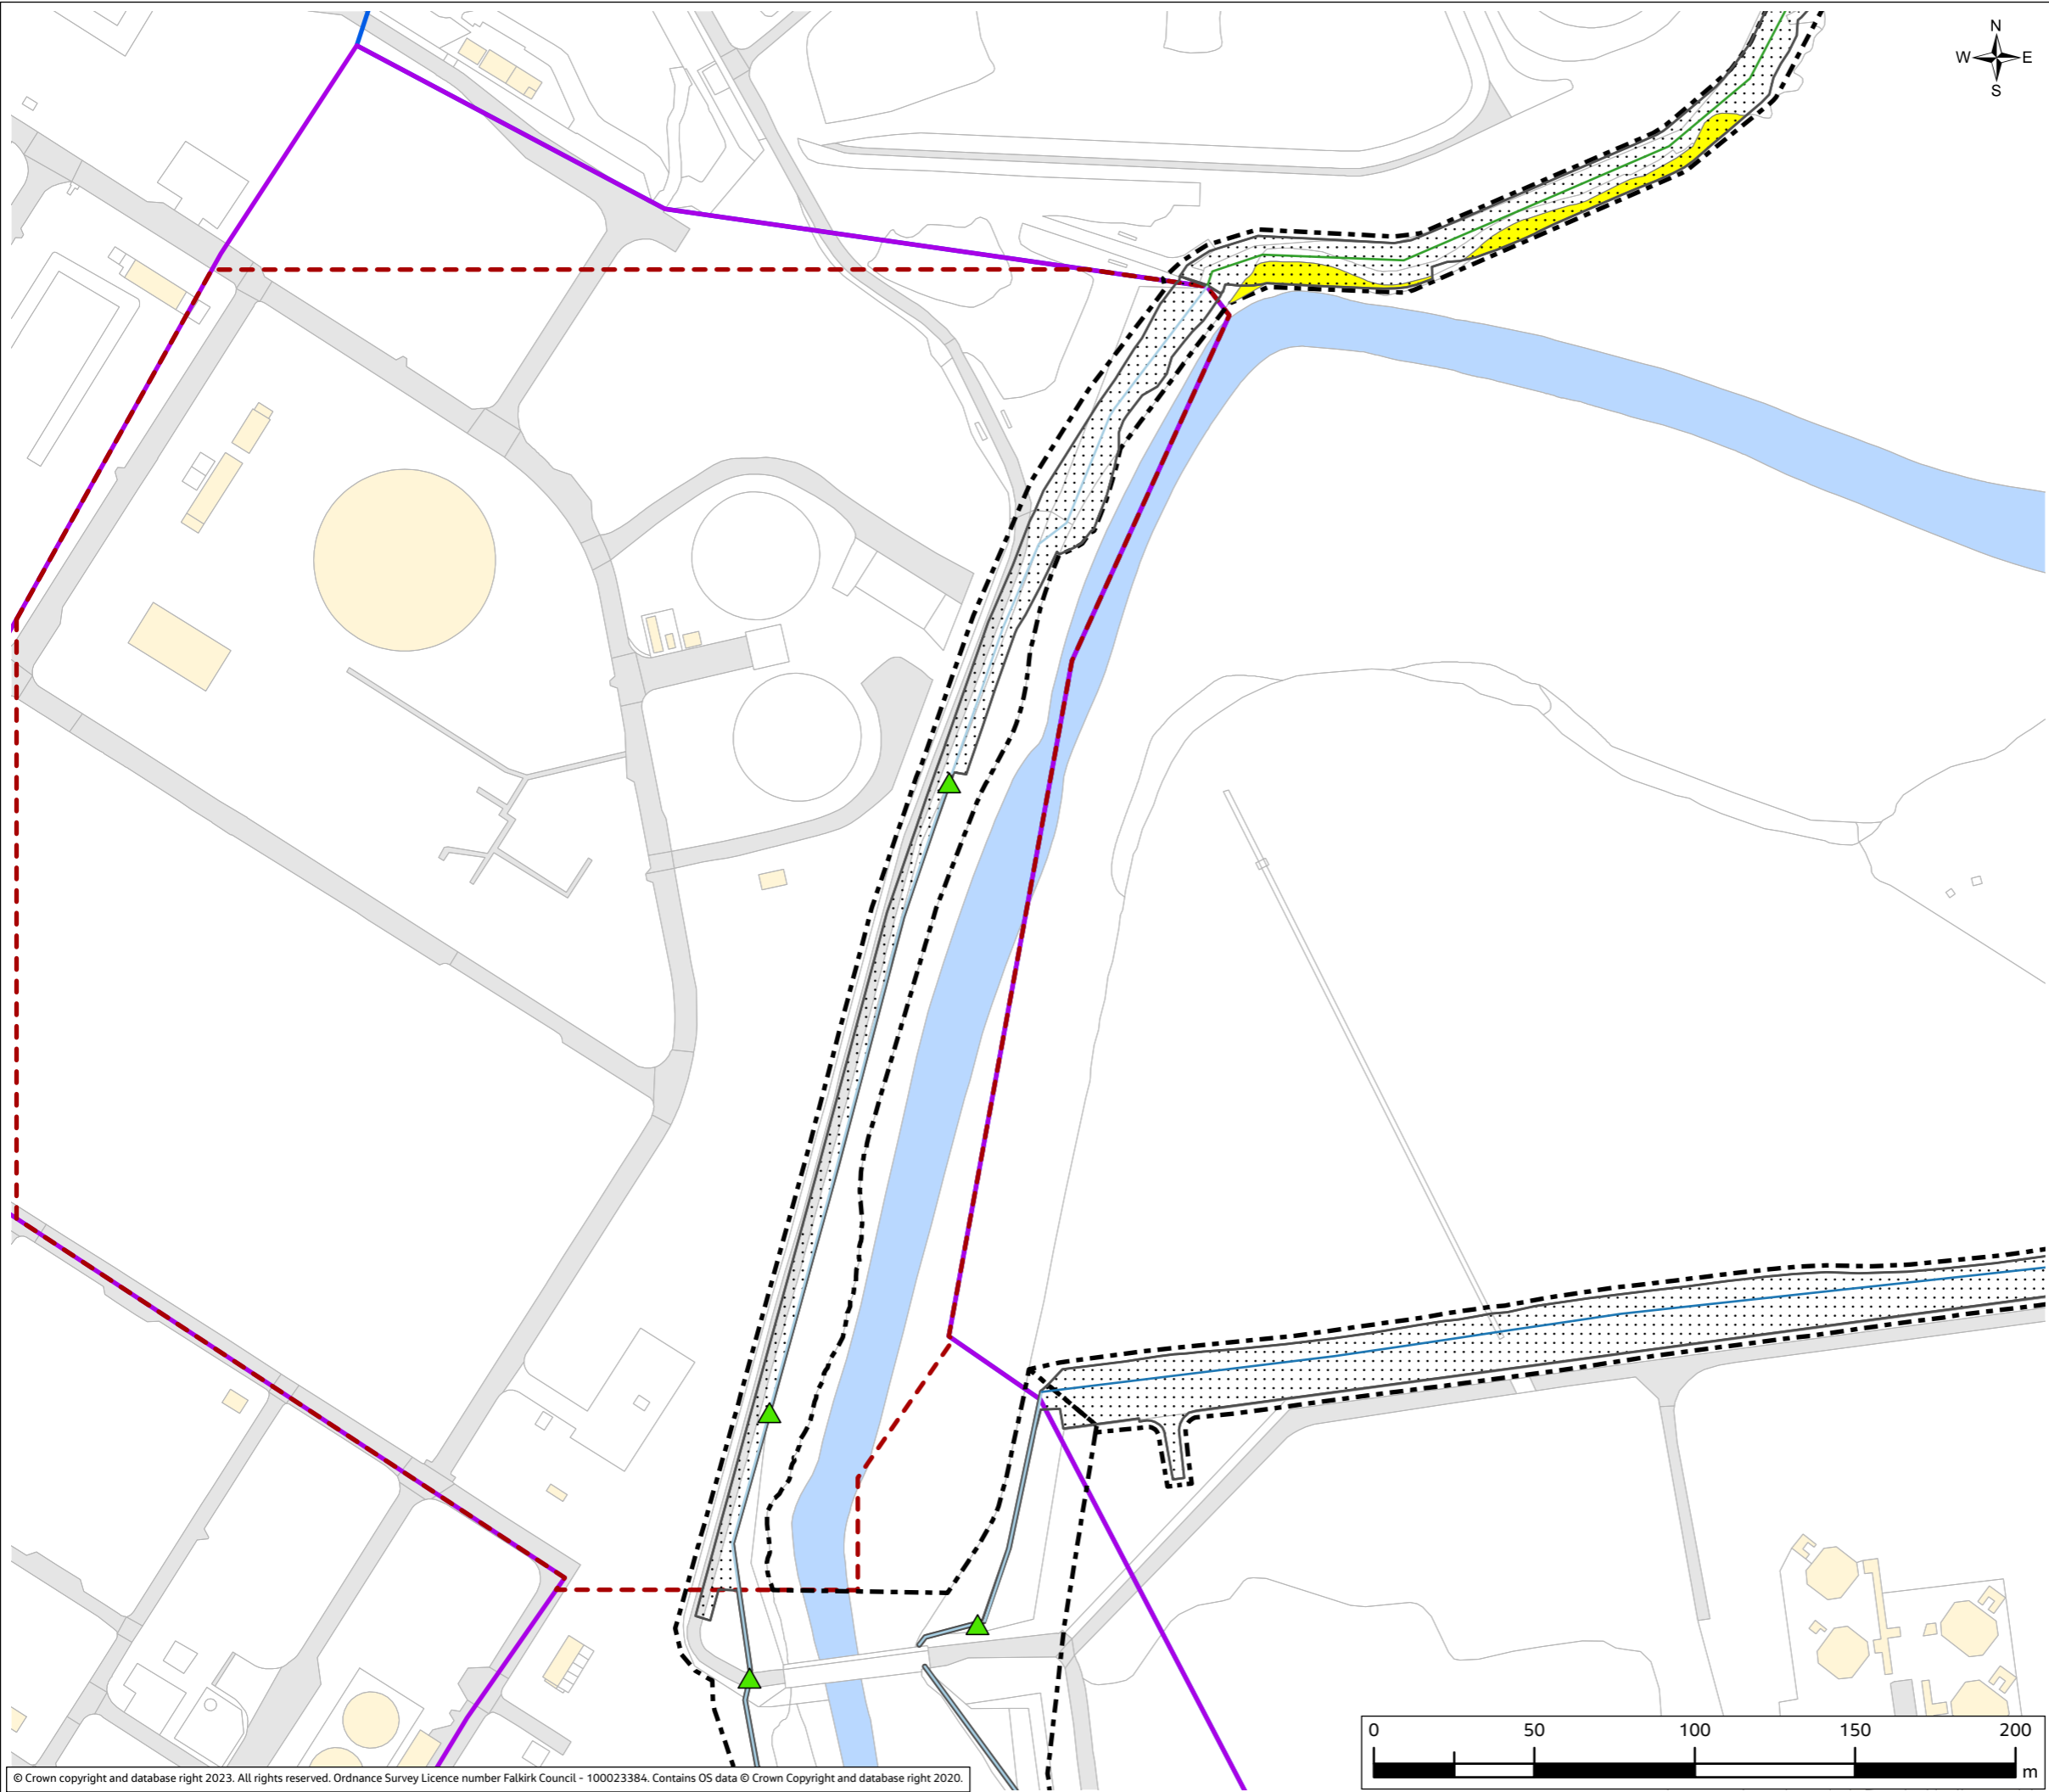 N
W E
S
0 50 100 150 200
m
© Crown copyright and database right 2023. All rights reserved. Ordnance Survey Licence number Falkirk Council - 100023384. Contains OS data © Crown Copyright and database right 2020.